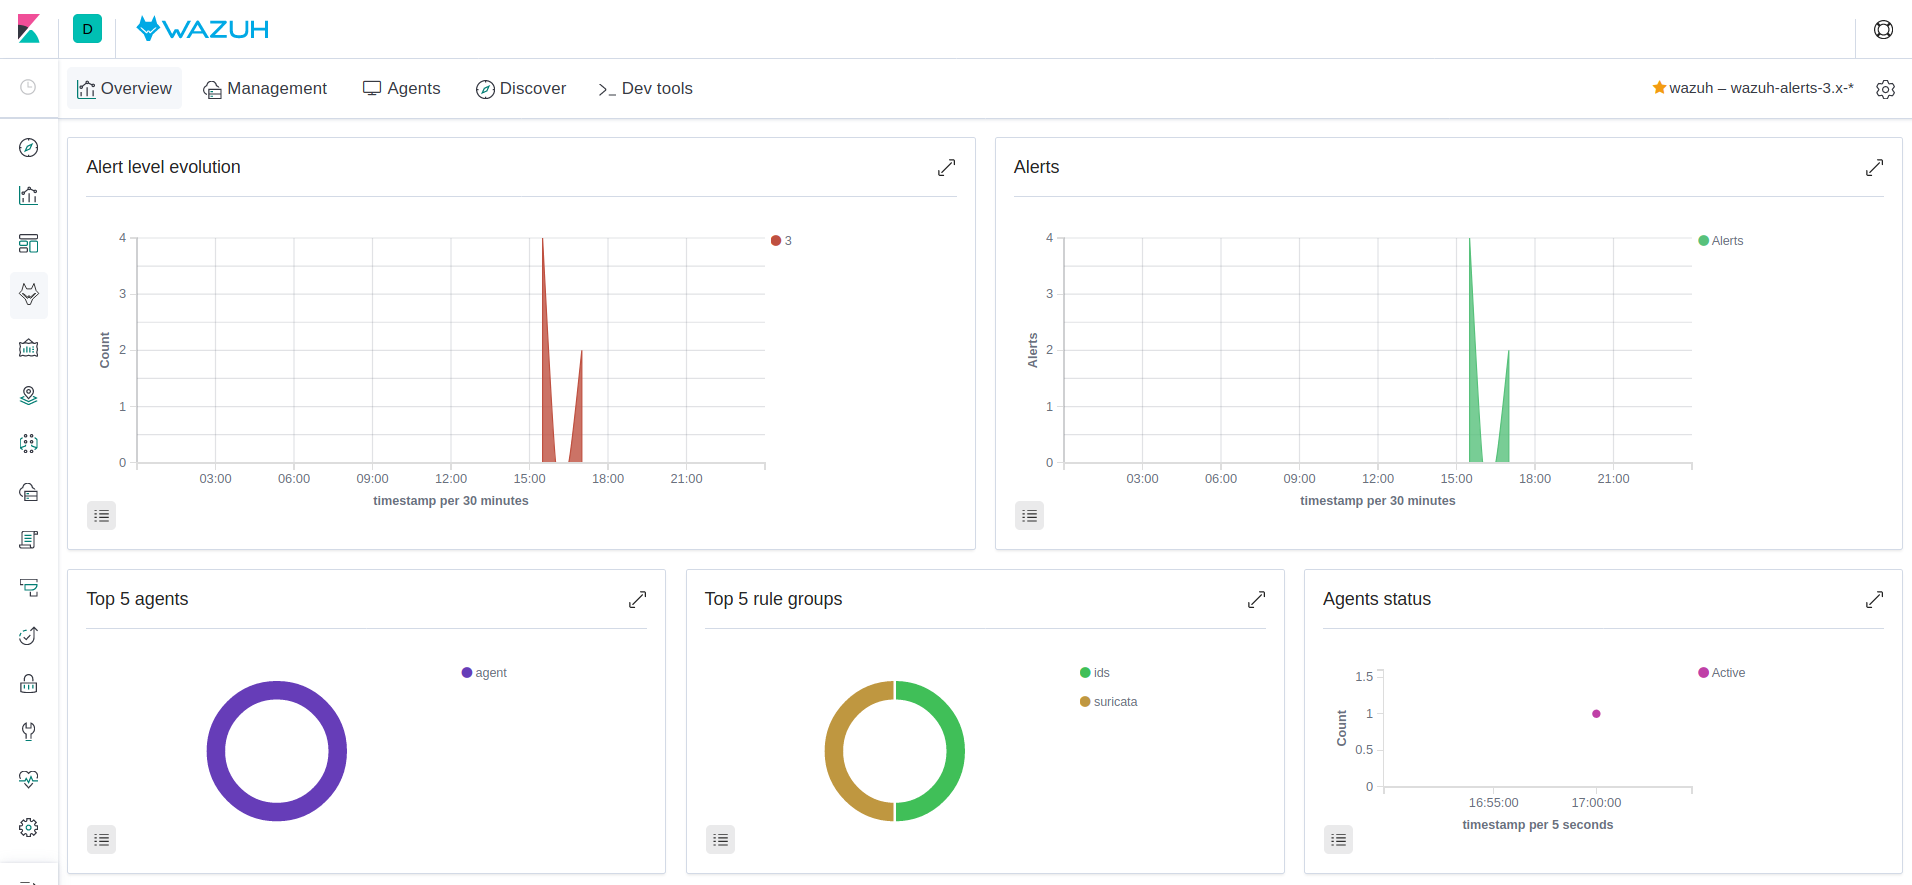 D
WAZUH
Overview Management Agents Discover Dev tools
wazuh – wazuh-alerts-3.x-*
Alert level evolution
4
3
2
1
0
Count
03:00 06:00 09:00 12:00 15:00 18:00 21:00
timestamp per 30 minutes
3
Alerts
4
3
2
1
0
Alerts
03:00 06:00 09:00 12:00 15:00 18:00 21:00
timestamp per 30 minutes
Alerts
Top 5 agents
agent
Top 5 rule groups
ids
suricata
Agents status
1.5
1
0.5
0
Count
16:55:00 17:00:00
timestamp per 5 seconds
Active